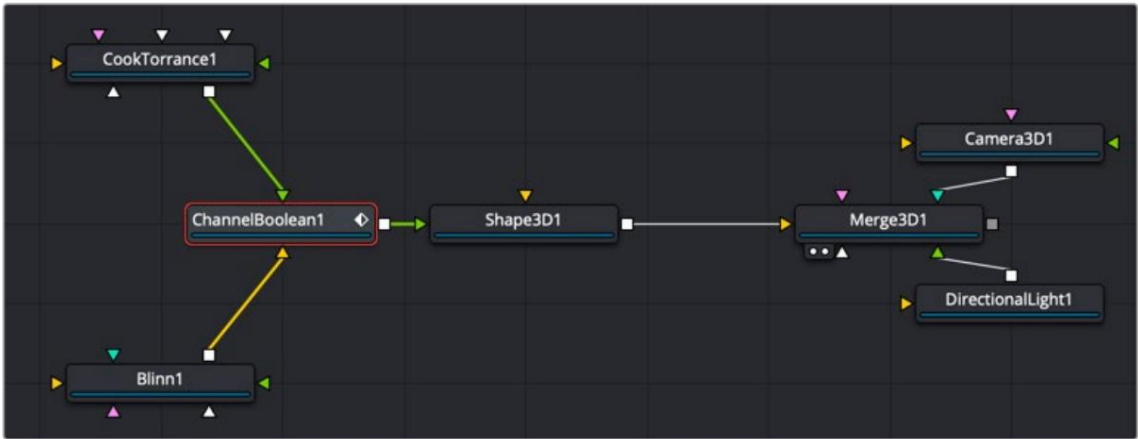 CookTorrance1
Camera3D1
ChannelBoolean1
Shape3D1
Merge3D1
DirectionalLight1
Blinn1